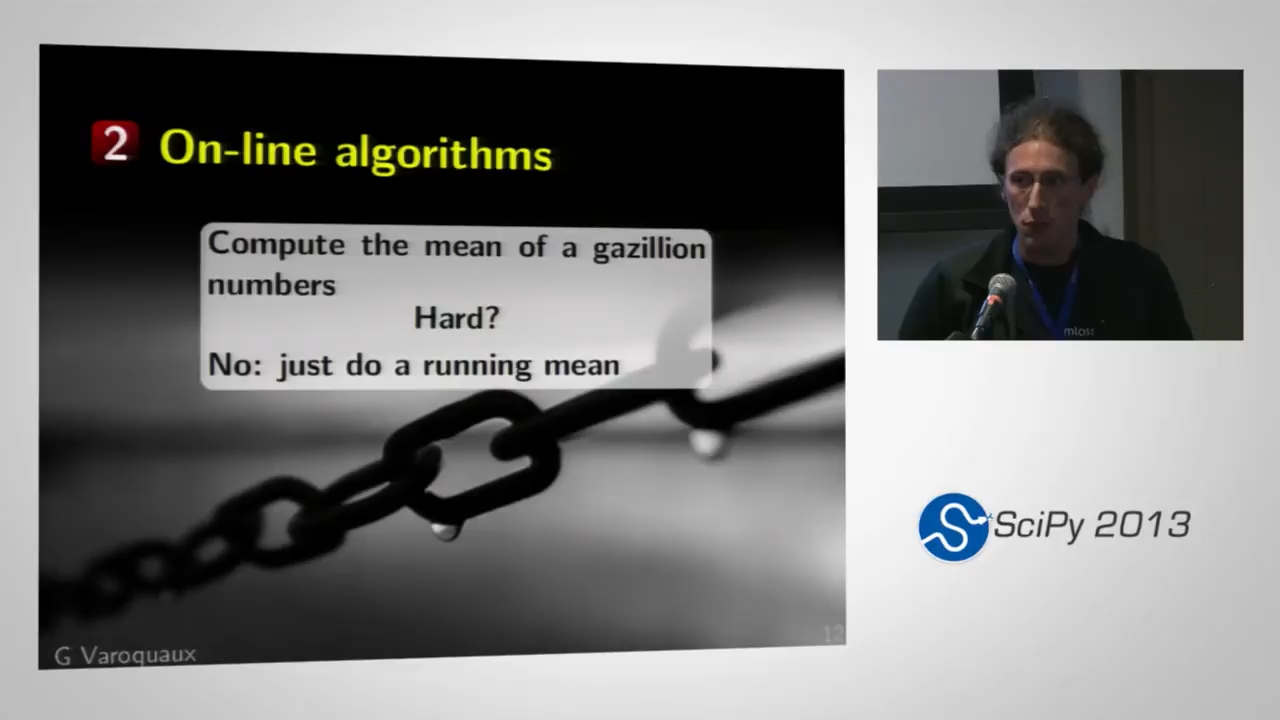 2 On-line algorithms
Compute the mean of a gazillion
numbers
Hard?
No: just do a running mean
G Varoquaux
12
mloss
SciPy 2013